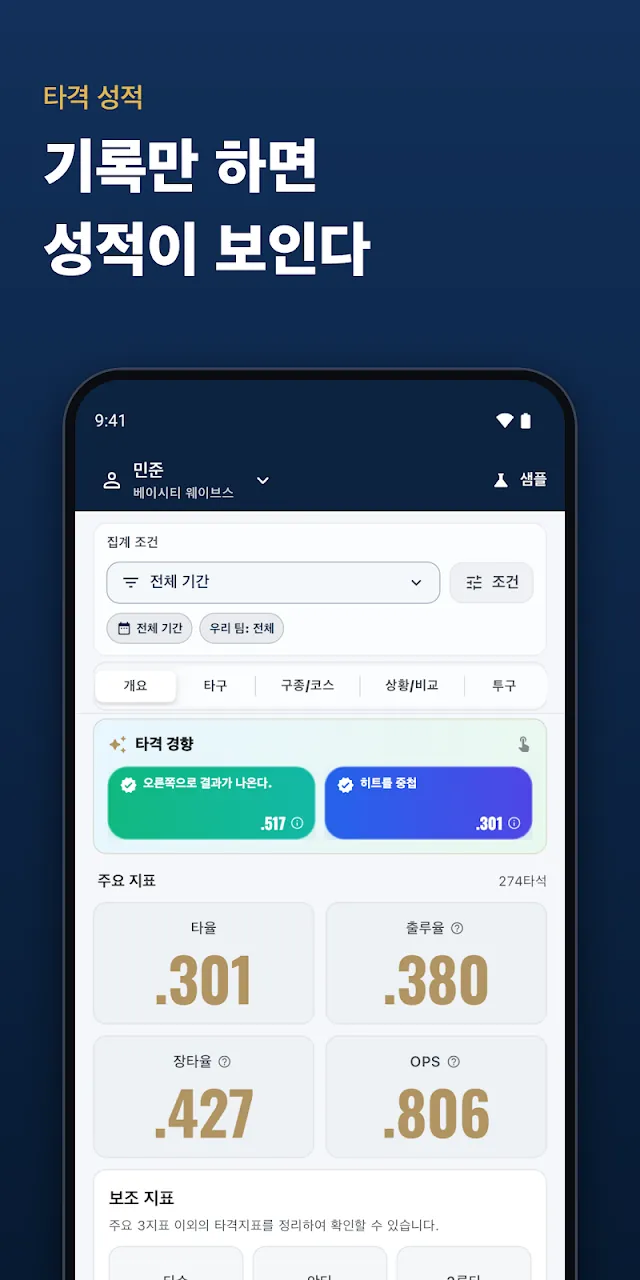 타격 성적
기록만 하면
성적이 보인다
9:41
민준
베이시티 웨이브스
샘플
집계 조건
전체 기간
조건
전체 기간
우리 팀: 전체
개요
타구
구종/코스
상황/비교
투구
타격 경향
오른쪽으로 결과가 나온다.
.517
히트를 중첩
.301
주요 지표
274타석
타율
.301
출루율
.380
장타율
.427
OPS
.806
보조 지표
주요 3지표 이외의 타격지표를 정리하여 확인할 수 있습니다.